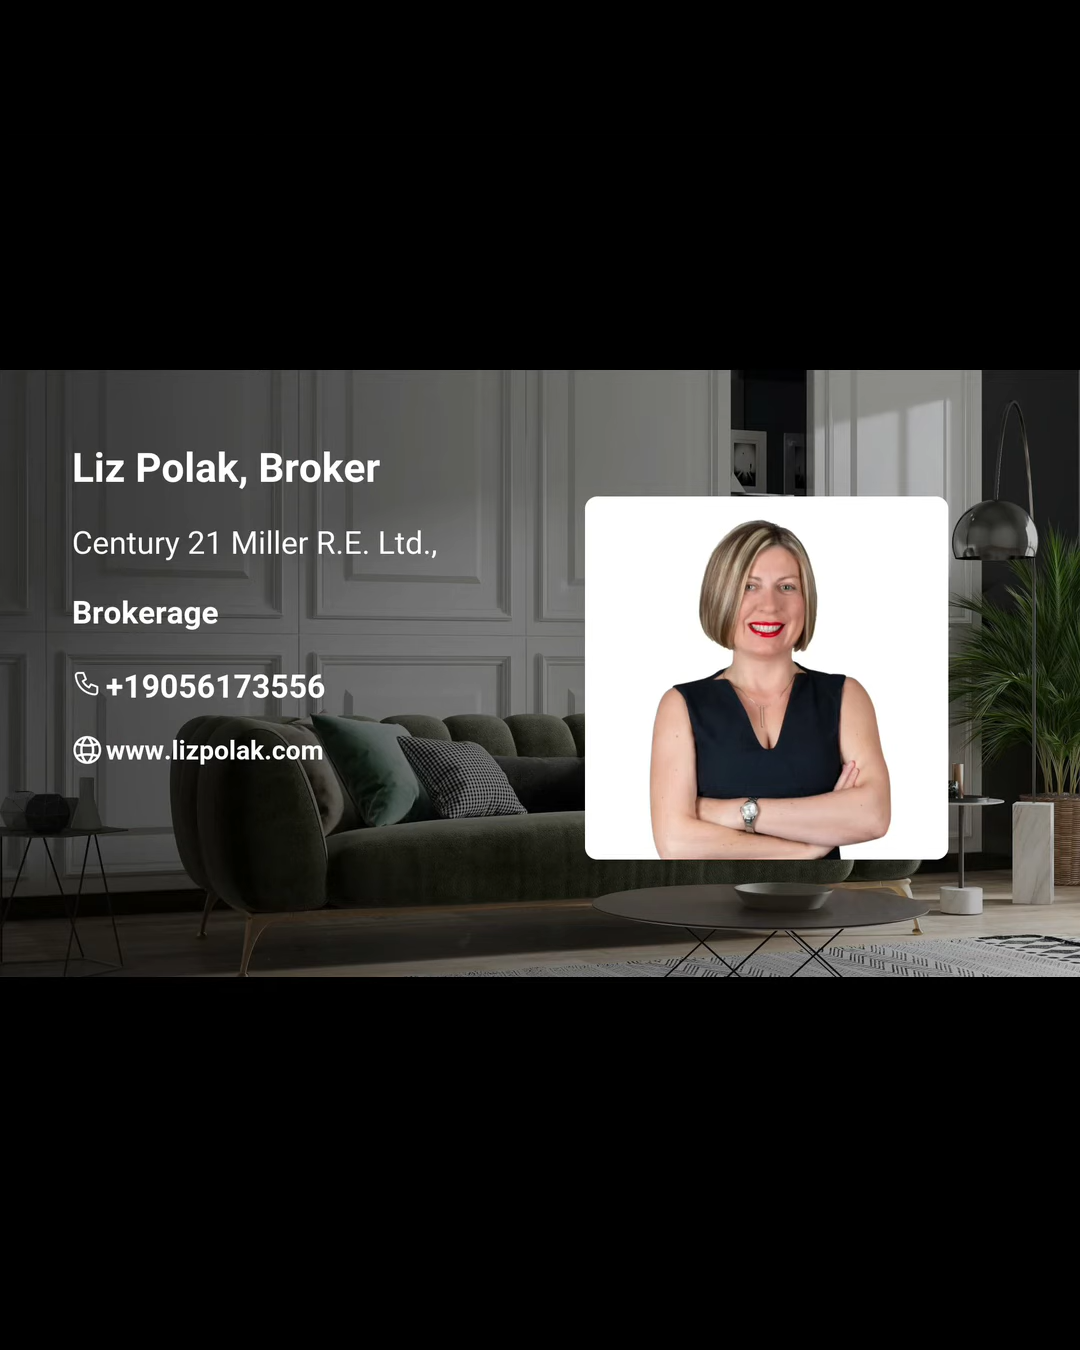 Liz Polak, Broker
Century 21 Miller R.E. Ltd.,
Brokerage
+19056173556
www.lizpolak.com